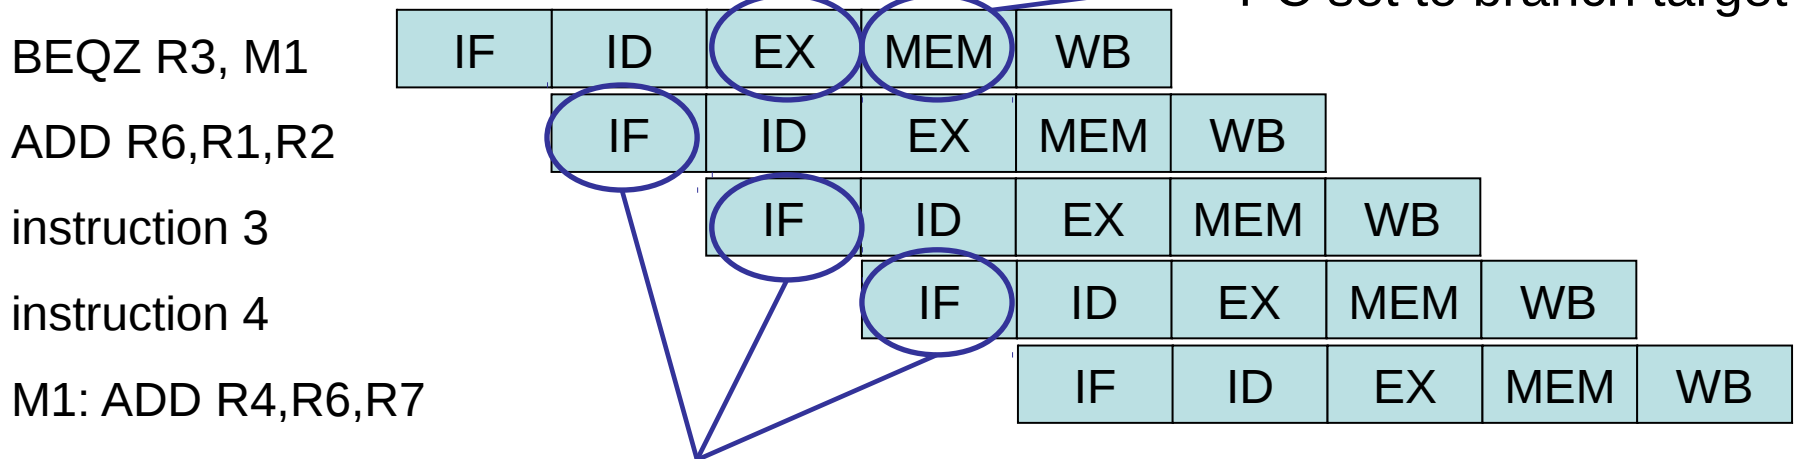 PC set to branch target
BEQZ R3, M1 IF ID EX MEM WB
ADD R6,R1,R2 IF ID EX MEM WB
instruction 3 IF ID EX MEM WB
instruction 4 IF ID EX MEM WB
M1: ADD R4,R6,R7 IF ID EX MEM WB